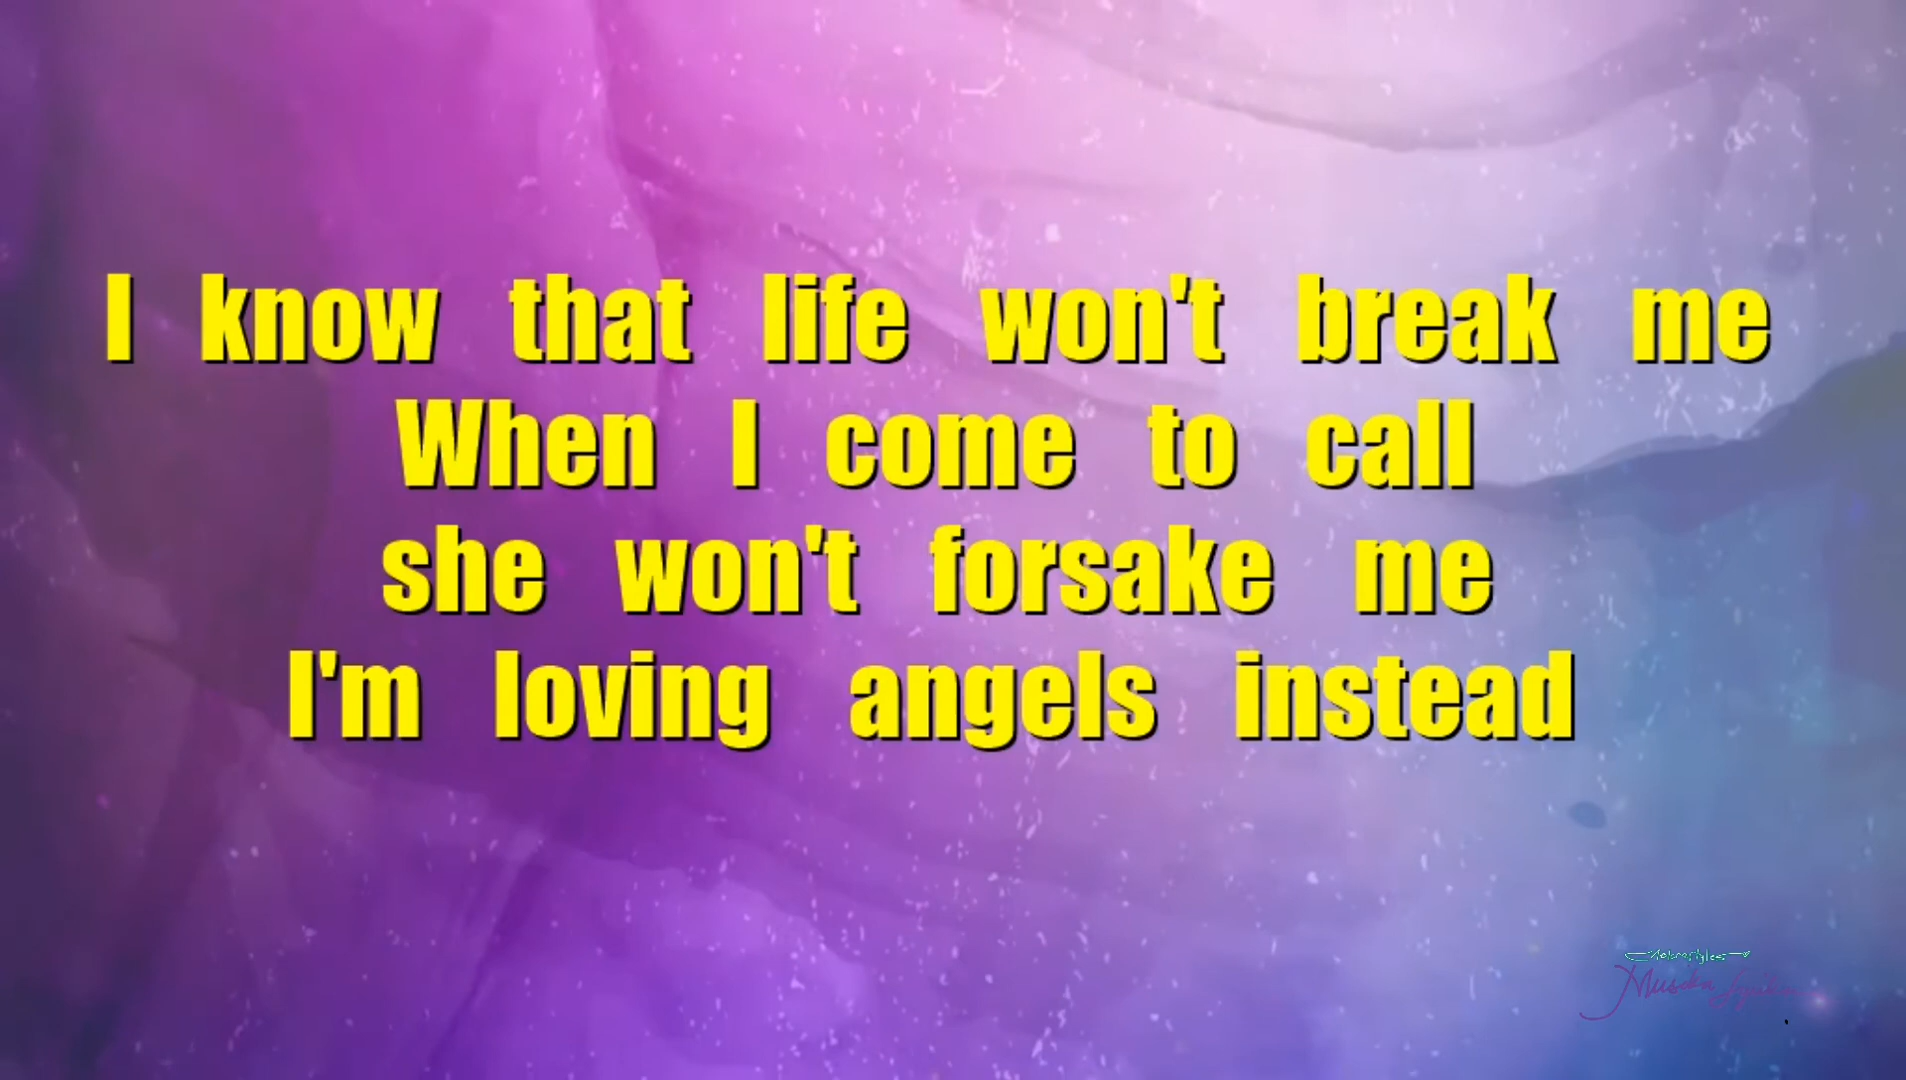 I know that life won't break me
When I come to call
she won't forsake me
I'm loving angels instead